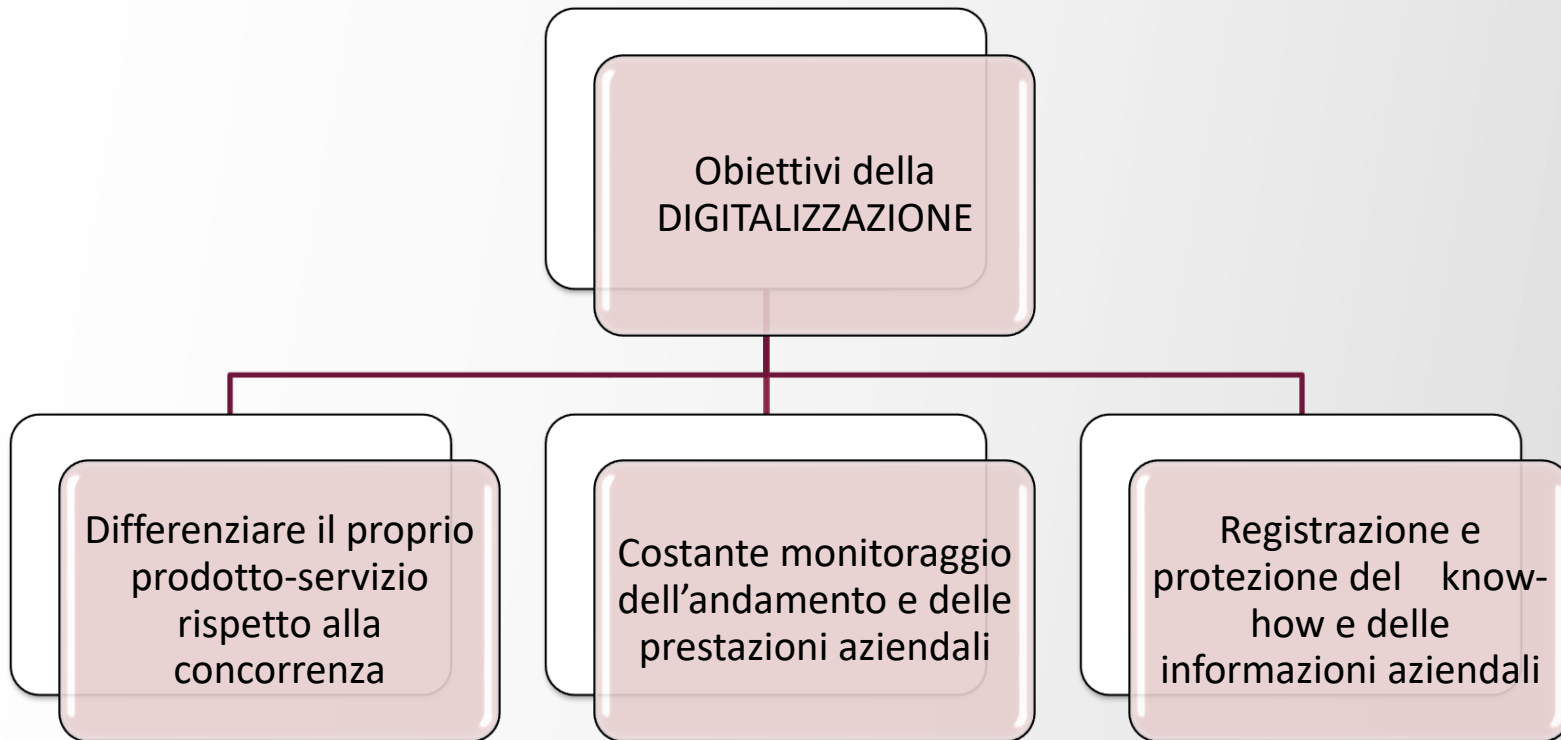 Obiettivi della
DIGITALIZZAZIONE
Differenziare il proprio
prodotto-servizio
rispetto alla
concorrenza
Costante monitoraggio
dell’andamento e delle
prestazioni aziendali
Registrazione e
protezione del know-
how e delle
informazioni aziendali